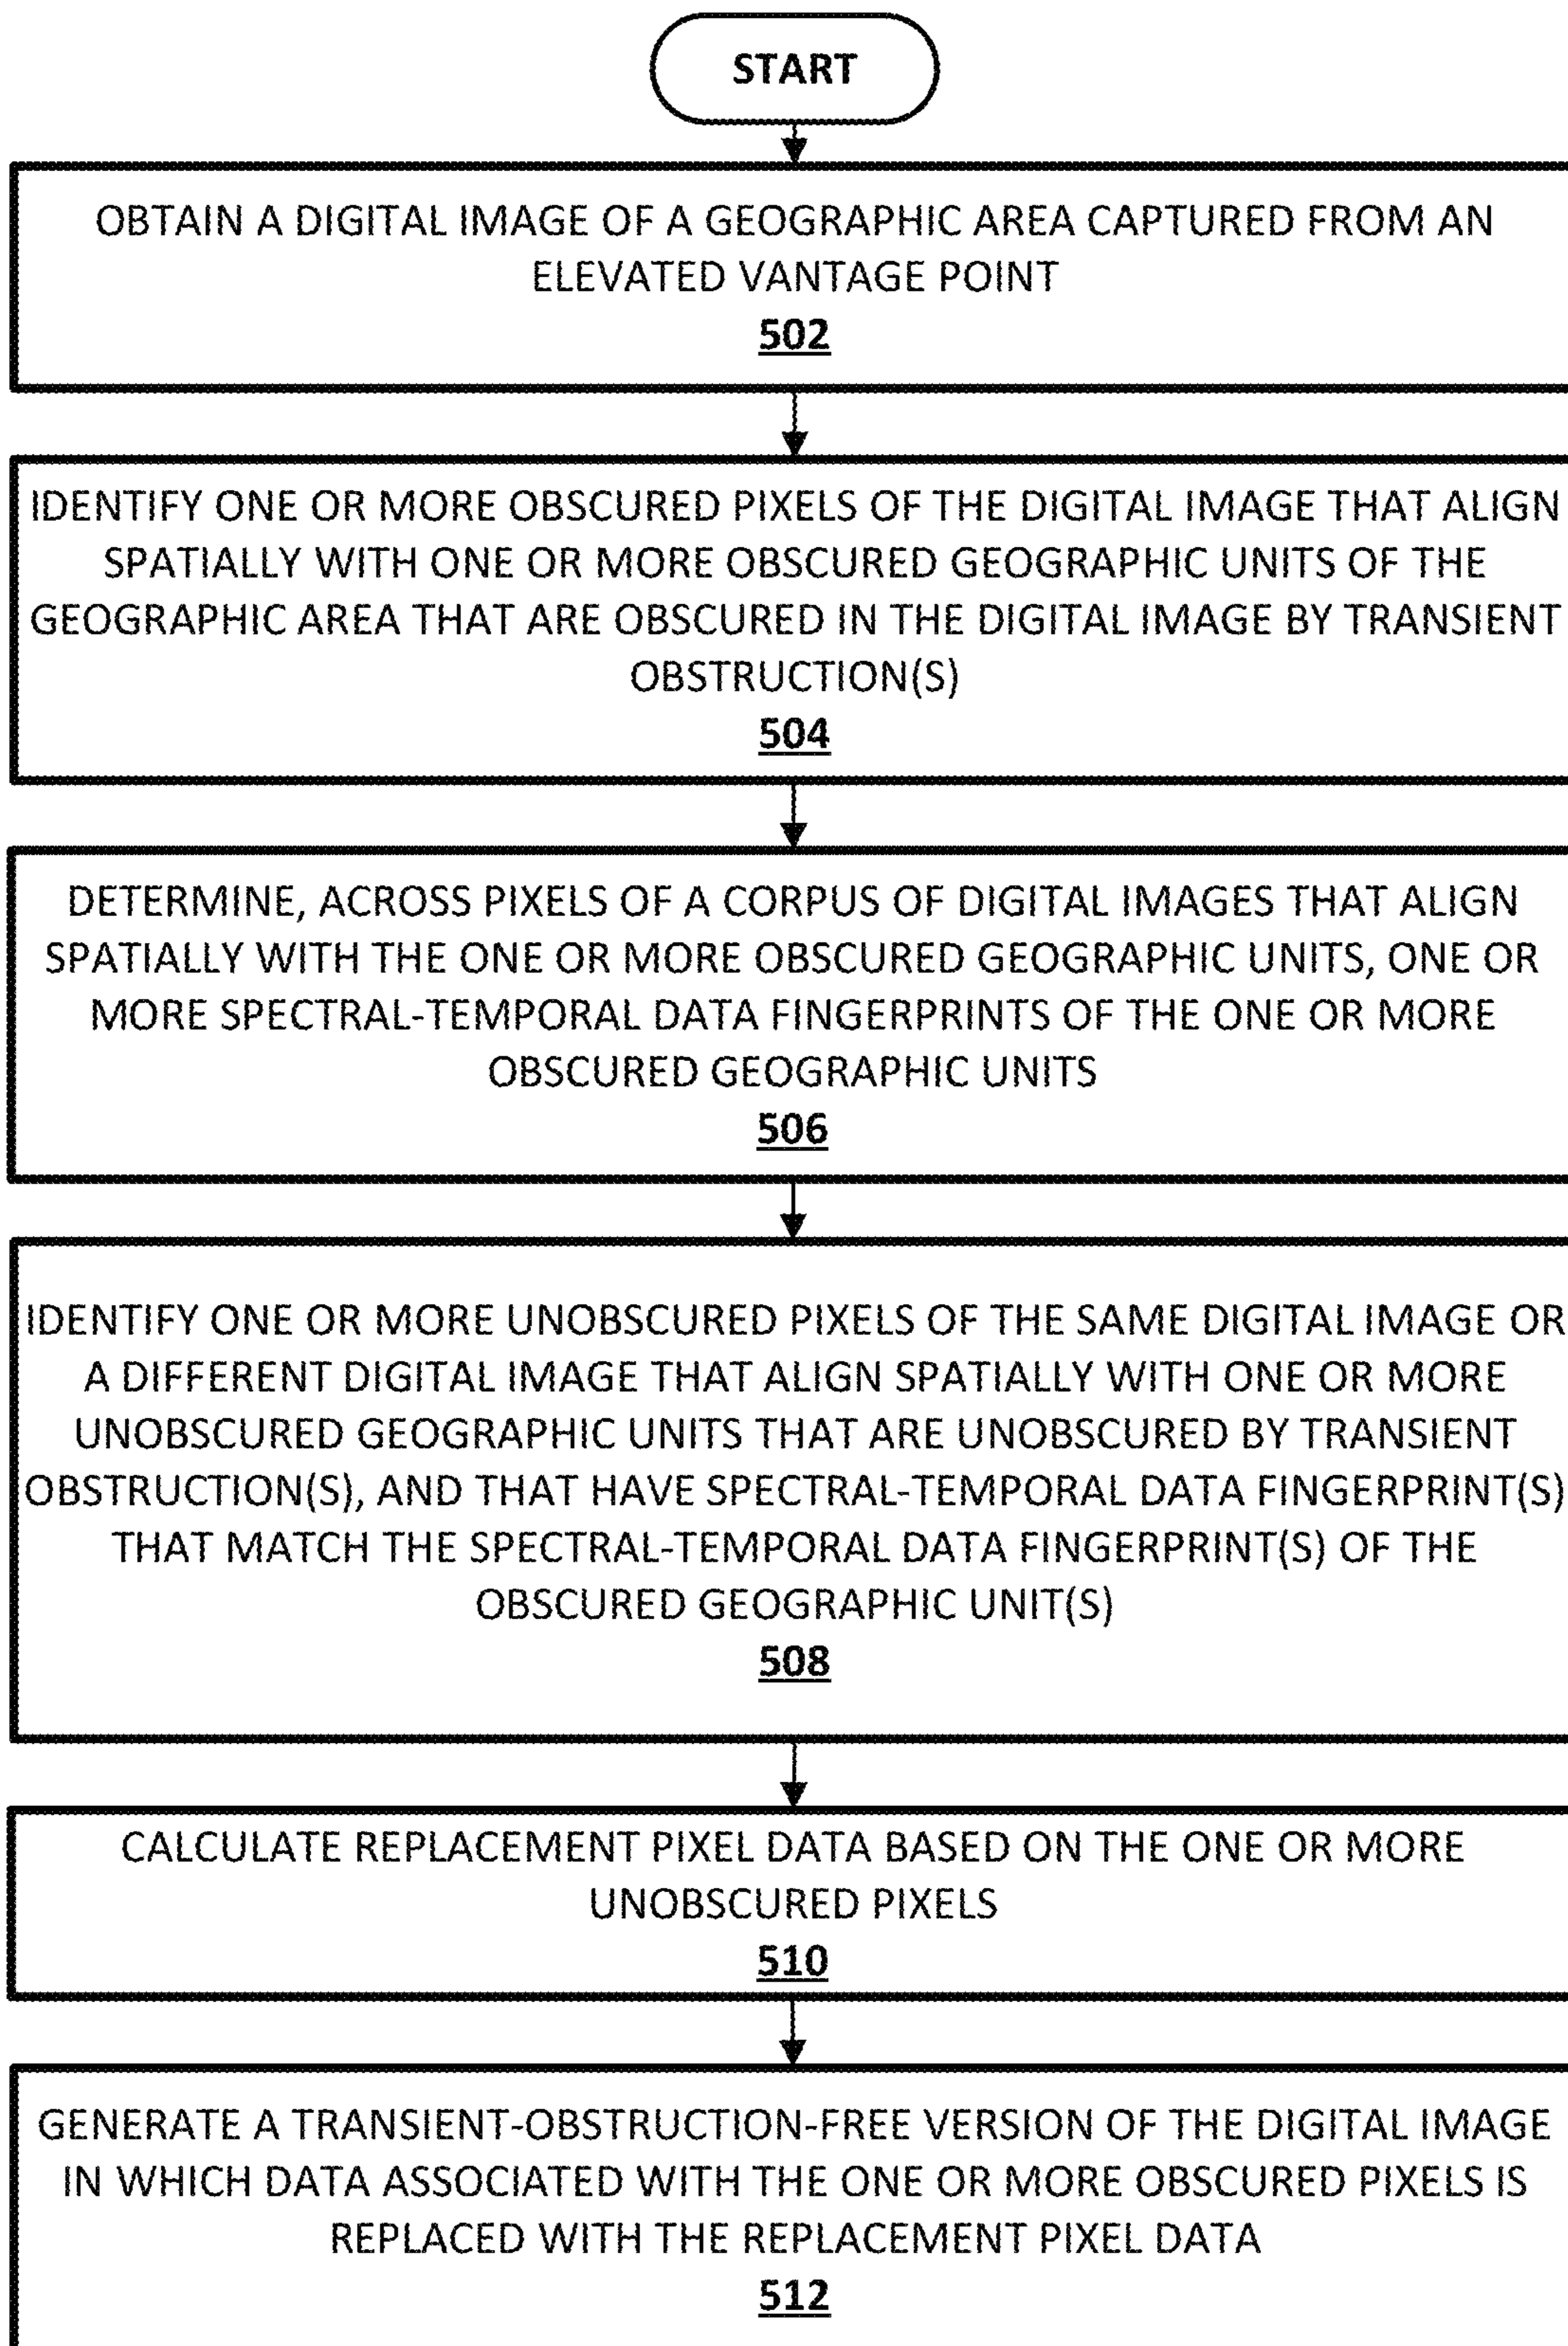 START
OBTAIN A DIGITAL IMAGE OF A GEOGRAPHIC AREA CAPTURED FROM AN
ELEVATED VANTAGE POINT
502
IDENTIFY ONE OR MORE OBSCURED PIXELS OF THE DIGITAL IMAGE THAT ALIGN
SPATIALLY WITH ONE OR MORE OBSCURED GEOGRAPHIC UNITS OF THE
GEOGRAPHIC AREA THAT ARE OBSCURED IN THE DIGITAL IMAGE BY TRANSIENT
OBSTRUCTION(S)
504
DETERMINE, ACROSS PIXELS OF A CORPUS OF DIGITAL IMAGES THAT ALIGN
SPATIALLY WITH THE ONE OR MORE OBSCURED GEOGRAPHIC UNITS, ONE OR
MORE SPECTRAL-TEMPORAL DATA FINGERPRINTS OF THE ONE OR MORE
OBSCURED GEOGRAPHIC UNITS
506
IDENTIFY ONE OR MORE UNOBSCURED PIXELS OF THE SAME DIGITAL IMAGE OR
A DIFFERENT DIGITAL IMAGE THAT ALIGN SPATIALLY WITH ONE OR MORE
UNOBSCURED GEOGRAPHIC UNITS THAT ARE UNOBSCURED BY TRANSIENT
OBSTRUCTION(S), AND THAT HAVE SPECTRAL-TEMPORAL DATA FINGERPRINT(S)
THAT MATCH THE SPECTRAL-TEMPORAL DATA FINGERPRINT(S) OF THE
OBSCURED GEOGRAPHIC UNIT(S)
508
CALCULATE REPLACEMENT PIXEL DATA BASED ON THE ONE OR MORE
UNOBSCURED PIXELS
510
GENERATE A TRANSIENT-OBSTRUCTION-FREE VERSION OF THE DIGITAL IMAGE
IN WHICH DATA ASSOCIATED WITH THE ONE OR MORE OBSCURED PIXELS IS
REPLACED WITH THE REPLACEMENT PIXEL DATA
512